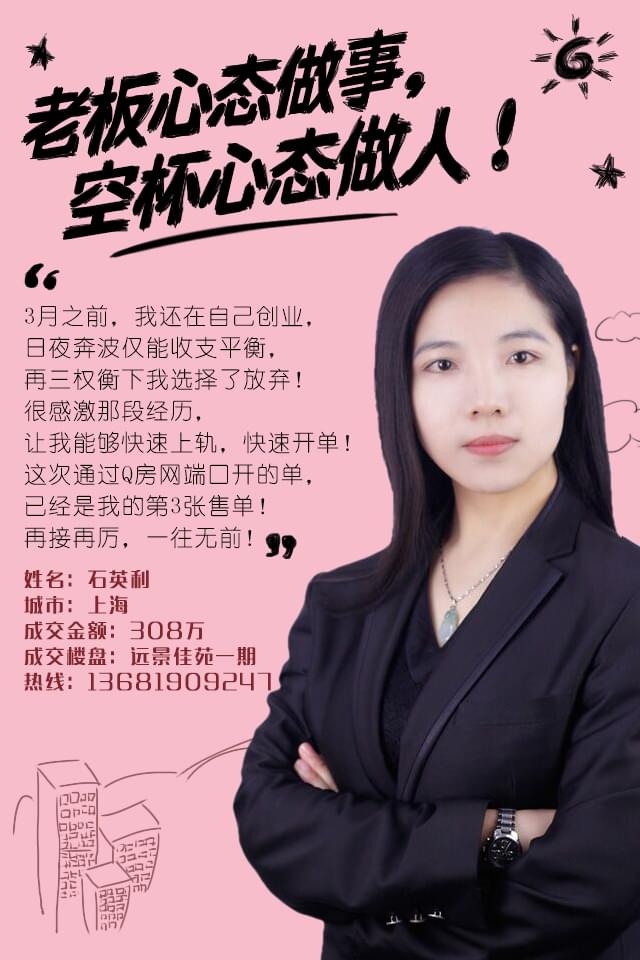 老板心态做事，
空杯心态做人！
“
3月之前，我还在自己创业，
日夜奔波仅能收支平衡，
再三权衡下我选择了放弃！
很感激那段经历，
让我能够快速上轨，快速开单！
这次通过Q房网端口开的单，
已经是我的第3张售单！
再接再厉，一往无前！”
姓名：石英利
城市：上海
成交金额：308万
成交楼盘：远景佳苑一期
热线：13681909247